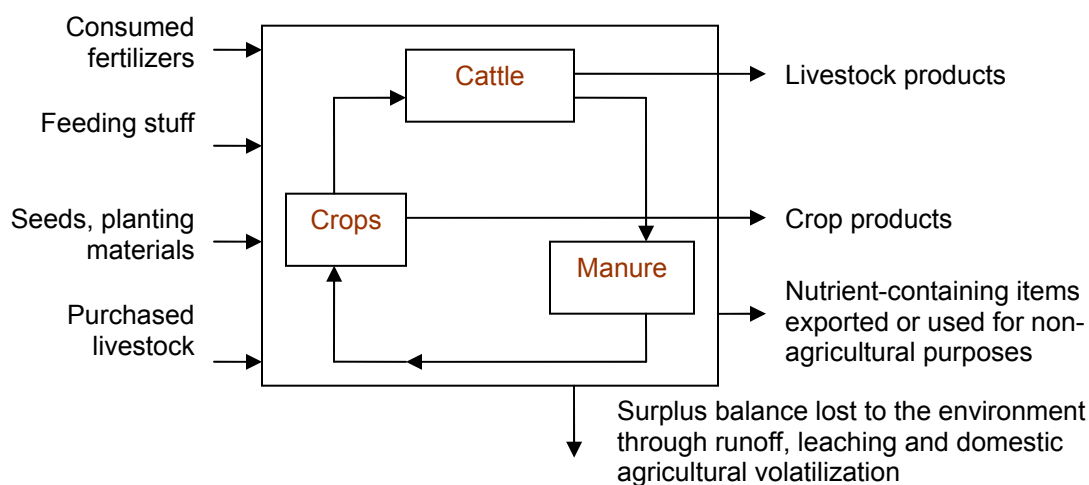 Consumed
fertilizers
Feeding stuff
Seeds, planting
materials
Purchased
livestock
Cattle
Crops
Manure
Livestock products
Crop products
Nutrient-containing items
exported or used for non-
agricultural purposes
Surplus balance lost to the environment
through runoff, leaching and domestic
agricultural volatilization